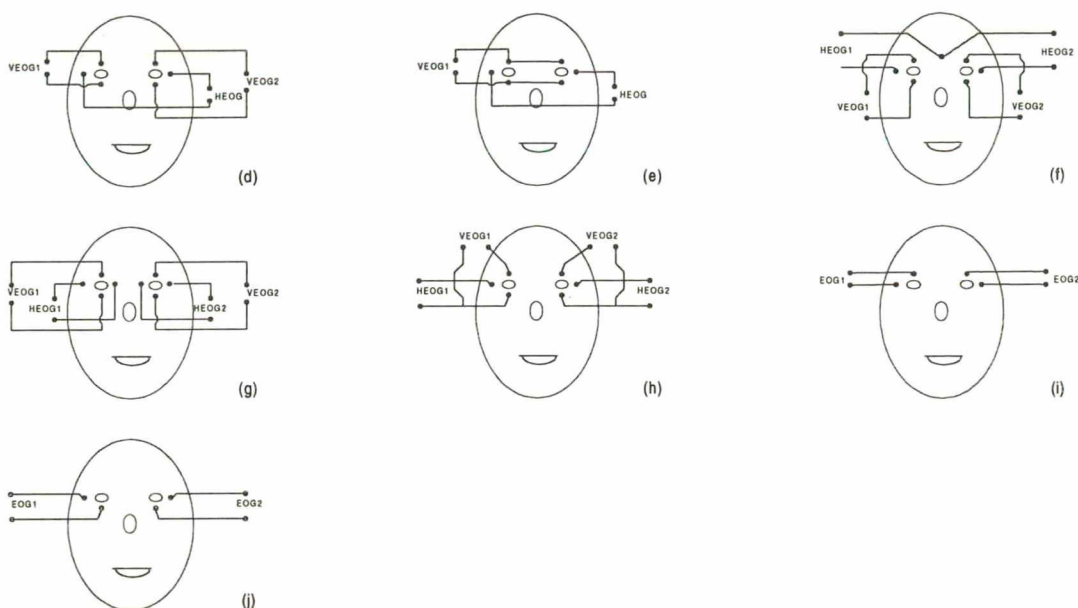 VEOG1
VEOG2
HEOG
(d)
VEOG1
HEOG
(e)
HEOG1
HEOG2
VEOG1
VEOG2
(f)
VEOG1
VEOG2
HEOG1
HEOG2
(g)
VEOG1
VEOG2
HEOG1
HEOG2
(h)
EOG1
EOG2
(i)
EOG1
EOG2
(j)